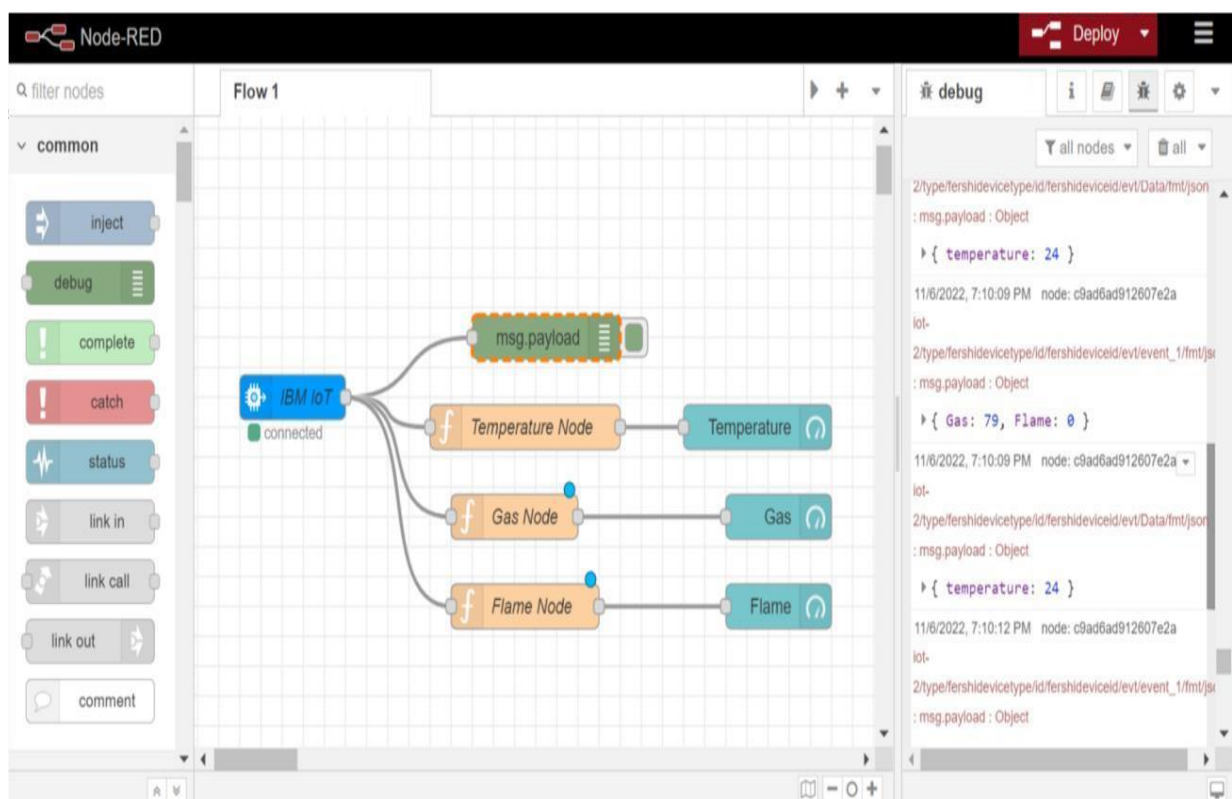 Node-RED
Deploy
filter nodes
Flow 1
debug
i
common
all nodes
all
inject
debug
complete
catch
status
link in
link call
link out
comment
IBM IoT
connected
msg.payload
f
Temperature Node
Temperature
f
Gas Node
Gas
f
Flame Node
Flame
2/type/fershidevicetype/id/fershideviceid/evt/Data/fmt/json
: msg.payload : Object
{ temperature: 24 }
11/6/2022, 7:10:09 PM node: c9ad6ad912607e2a
iot-
2/type/fershidevicetype/id/fershideviceid/evt/event_1/fmt/js
: msg.payload : Object
{ Gas: 79, Flame: 0 }
11/6/2022, 7:10:09 PM node: c9ad6ad912607e2a
iot-
2/type/fershidevicetype/id/fershideviceid/evt/Data/fmt/json
: msg.payload : Object
{ temperature: 24 }
11/6/2022, 7:10:12 PM node: c9ad6ad912607e2a
iot-
2/type/fershidevicetype/id/fershideviceid/evt/event_1/fmt/js
: msg.payload : Object